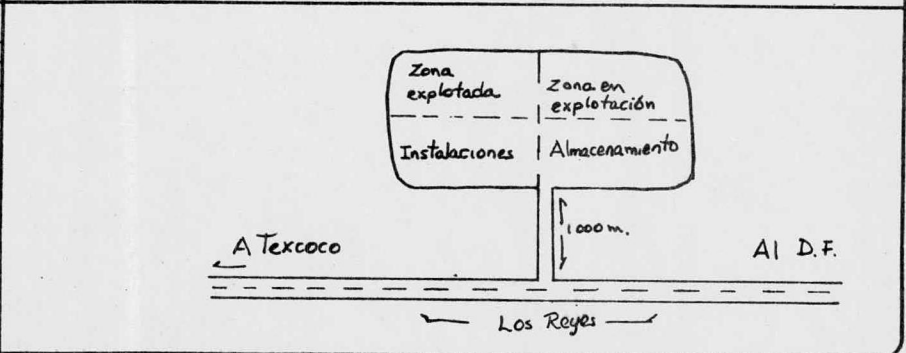 Zona
explotada
Zona en
explotación
Instalaciones
Almacenamiento
1000 m.
A Texcoco
Al D.F.
Los Reyes